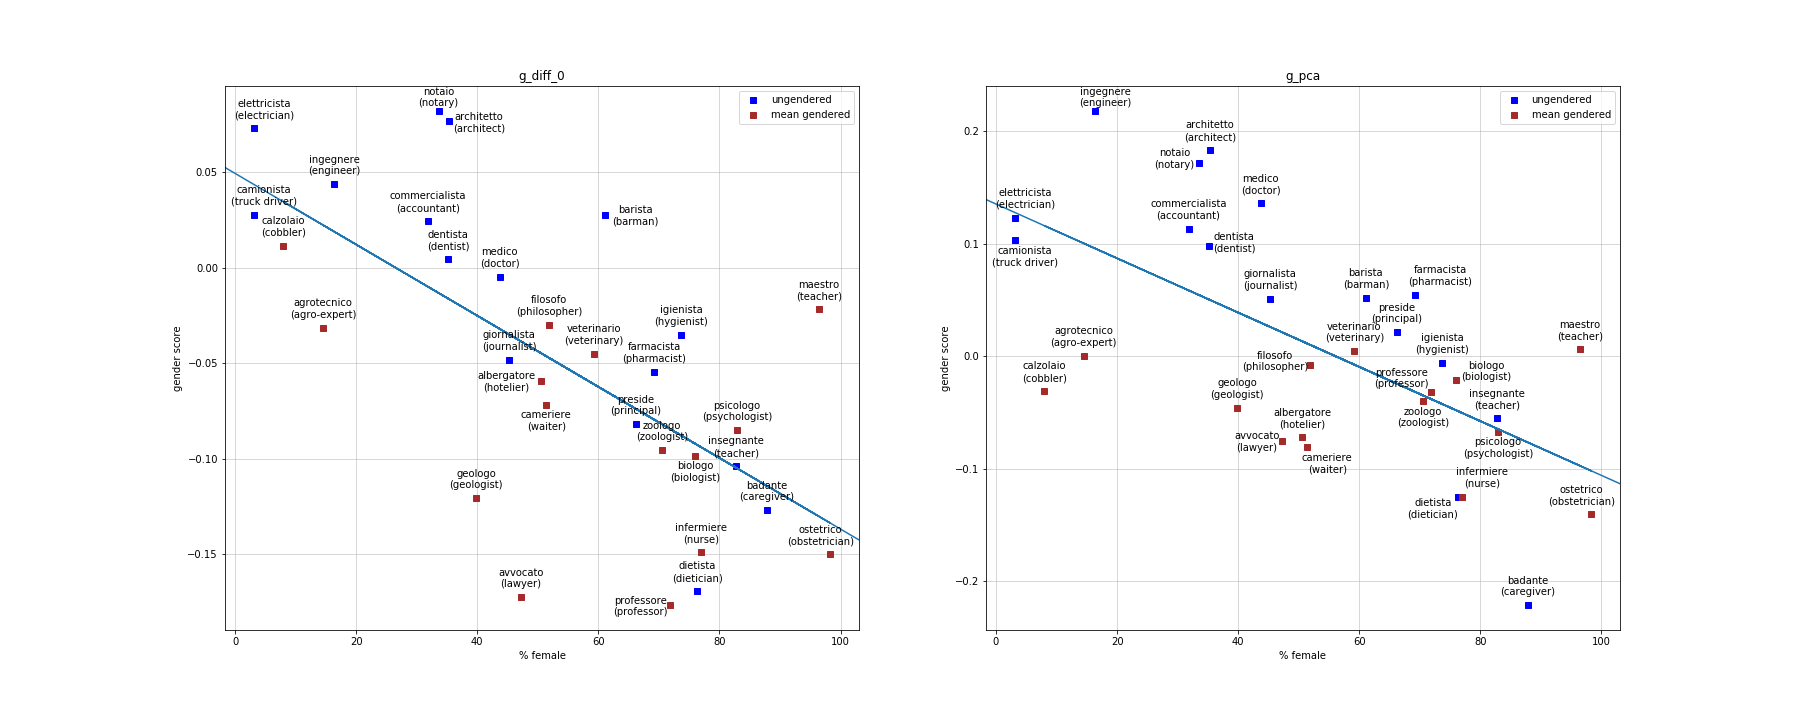 g_diff_0
ungendered
mean gendered
notaio
(notary)
elettricista
(electrician)
architetto
(architect)
ingegnere
(engineer)
camionista
(truck driver)
commercialista
(accountant)
barista
(barman)
calzolaio
(cobbler)
dentista
(dentist)
medico
(doctor)
maestro
(teacher)
agrotecnico
(agro-expert)
filosofo
(philosopher)
igienista
(hygienist)
veterinario
(veterinary)
giornalista
(journalist)
farmacista
(pharmacist)
albergatore
(hotelier)
cameriere
(waiter)
preside
(principal)
psicologo
(psychologist)
zoologo
(zoologist)
insegnante
(teacher)
biologo
(biologist)
geologo
(geologist)
badante
(caregiver)
infermiere
(nurse)
ostetrico
(obstetrician)
avvocato
(lawyer)
dietista
(dietician)
professore
(professor)
0.05
0.00
−0.05
−0.10
−0.15
gender score
0 20 40 60 80 100
% female
g_pca
ungendered
mean gendered
ingegnere
(engineer)
architetto
(architect)
notaio
(notary)
medico
(doctor)
elettricista
(electrician)
commercialista
(accountant)
dentista
(dentist)
camionista
(truck driver)
giornalista
(journalist)
barista
(barman)
farmacista
(pharmacist)
preside
(principal)
agrotecnico
(agro-expert)
veterinario
(veterinary)
maestro
(teacher)
igienista
(hygienist)
calzolaio
(cobbler)
filosofo
(philosopher)
professore
(professor)
biologo
(biologist)
geologo
(geologist)
insegnante
(teacher)
albergatore
(hotelier)
zoologo
(zoologist)
avvocato
(lawyer)
psicologo
(psychologist)
cameriere
(waiter)
infermiere
(nurse)
dietista
(dietician)
ostetrico
(obstetrician)
badante
(caregiver)
0.2
0.1
0.0
−0.1
−0.2
gender score
0 20 40 60 80 100
% female